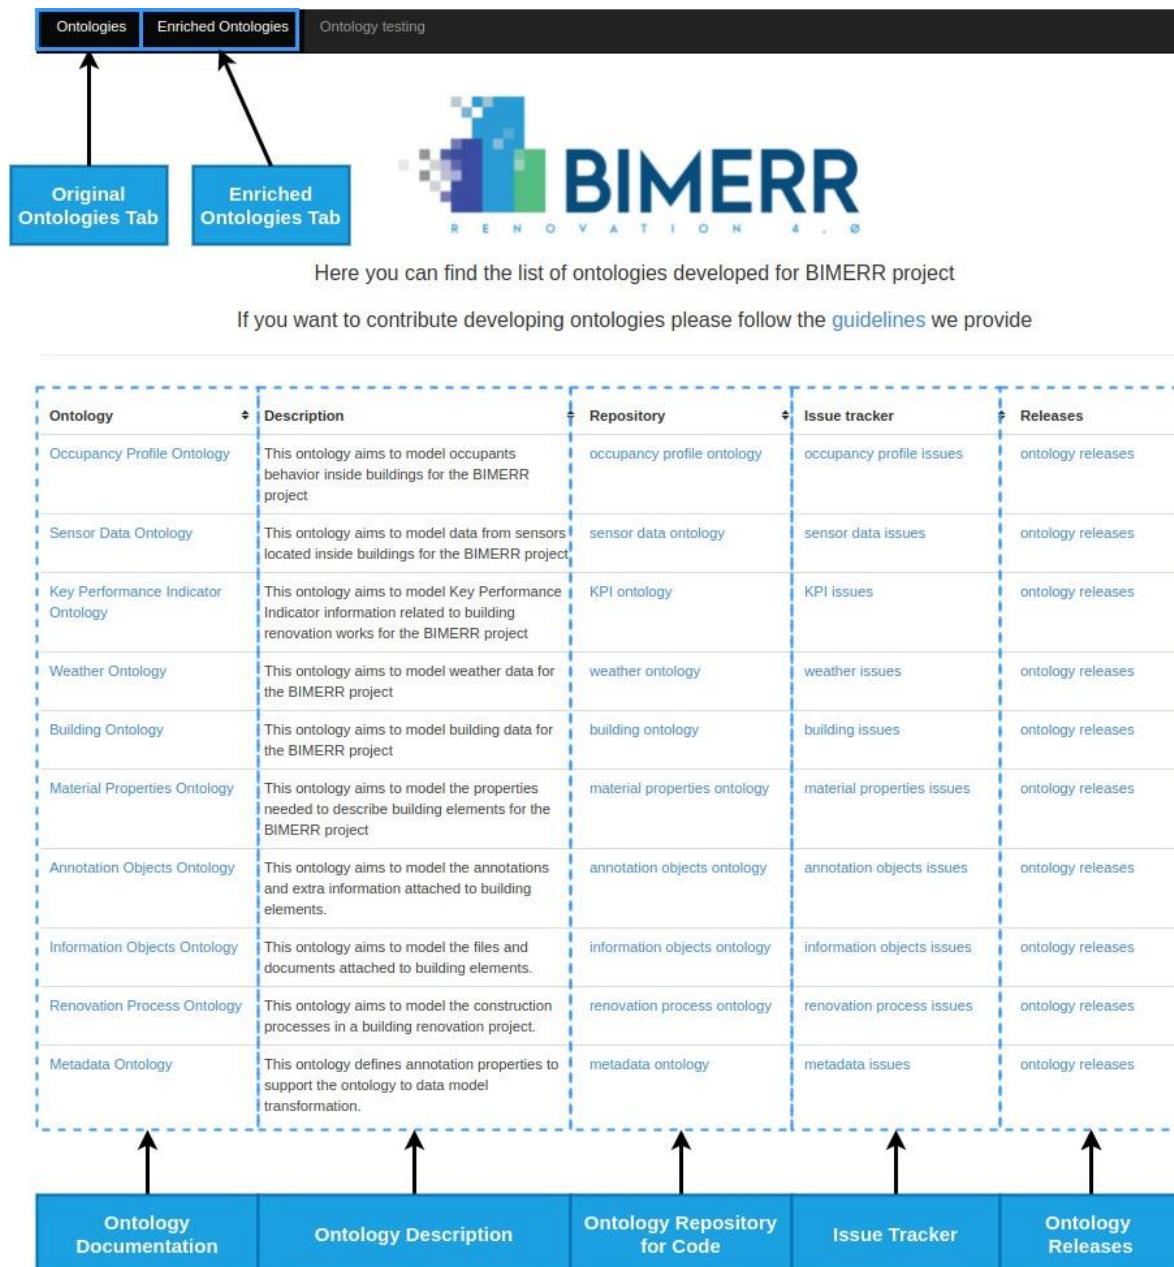 Ontologies Enriched Ontologies Ontology testing
Original
Ontologies Tab
Enriched
Ontologies Tab
BIMERR
RENOVATION 4.0
Here you can find the list of ontologies developed for BIMERR project
If you want to contribute developing ontologies please follow the guidelines we provide
Ontology Description Repository Issue tracker Releases
Occupancy Profile Ontology This ontology aims to model occupants occupancy profile ontology occupancy profile issues ontology releases
behavior inside buildings for the BIMERR
project
Sensor Data Ontology This ontology aims to model data from sensors sensor data ontology sensor data issues ontology releases
located inside buildings for the BIMERR project
Key Performance Indicator This ontology aims to model Key Performance KPI ontology KPI issues ontology releases
Ontology Indicator information related to building
renovation works for the BIMERR project
Weather Ontology This ontology aims to model weather data for weather ontology weather issues ontology releases
the BIMERR project
Building Ontology This ontology aims to model building data for building ontology building issues ontology releases
the BIMERR project
Material Properties Ontology This ontology aims to model the properties material properties ontology material properties issues ontology releases
needed to describe building elements for the
BIMERR project
Annotation Objects Ontology This ontology aims to model the annotations annotation objects ontology annotation objects issues ontology releases
and extra information attached to building
elements.
Information Objects Ontology This ontology aims to model the files and information objects ontology information objects issues ontology releases
documents attached to building elements.
Renovation Process Ontology This ontology aims to model the construction renovation process ontology renovation process issues ontology releases
processes in a building renovation project.
Metadata Ontology This ontology defines annotation properties to metadata ontology metadata issues ontology releases
support the ontology to data model
transformation.
Ontology
Documentation
Ontology Description
Ontology Repository
for Code
Issue Tracker
Ontology
Releases